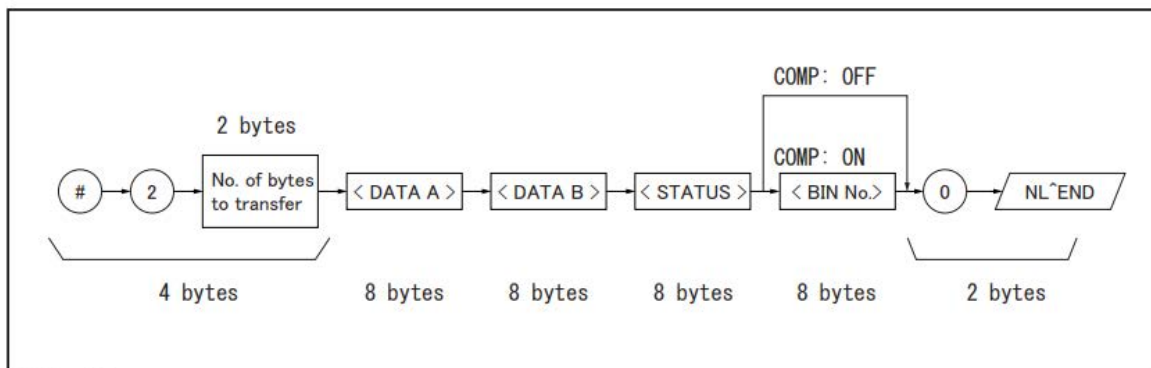 COMP: OFF
2 bytes
COMP: ON
# 2 No. of bytes to transfer < DATA A > < DATA B > < STATUS > < BIN No.> 0 NL^END
4 bytes 8 bytes 8 bytes 8 bytes 8 bytes 2 bytes